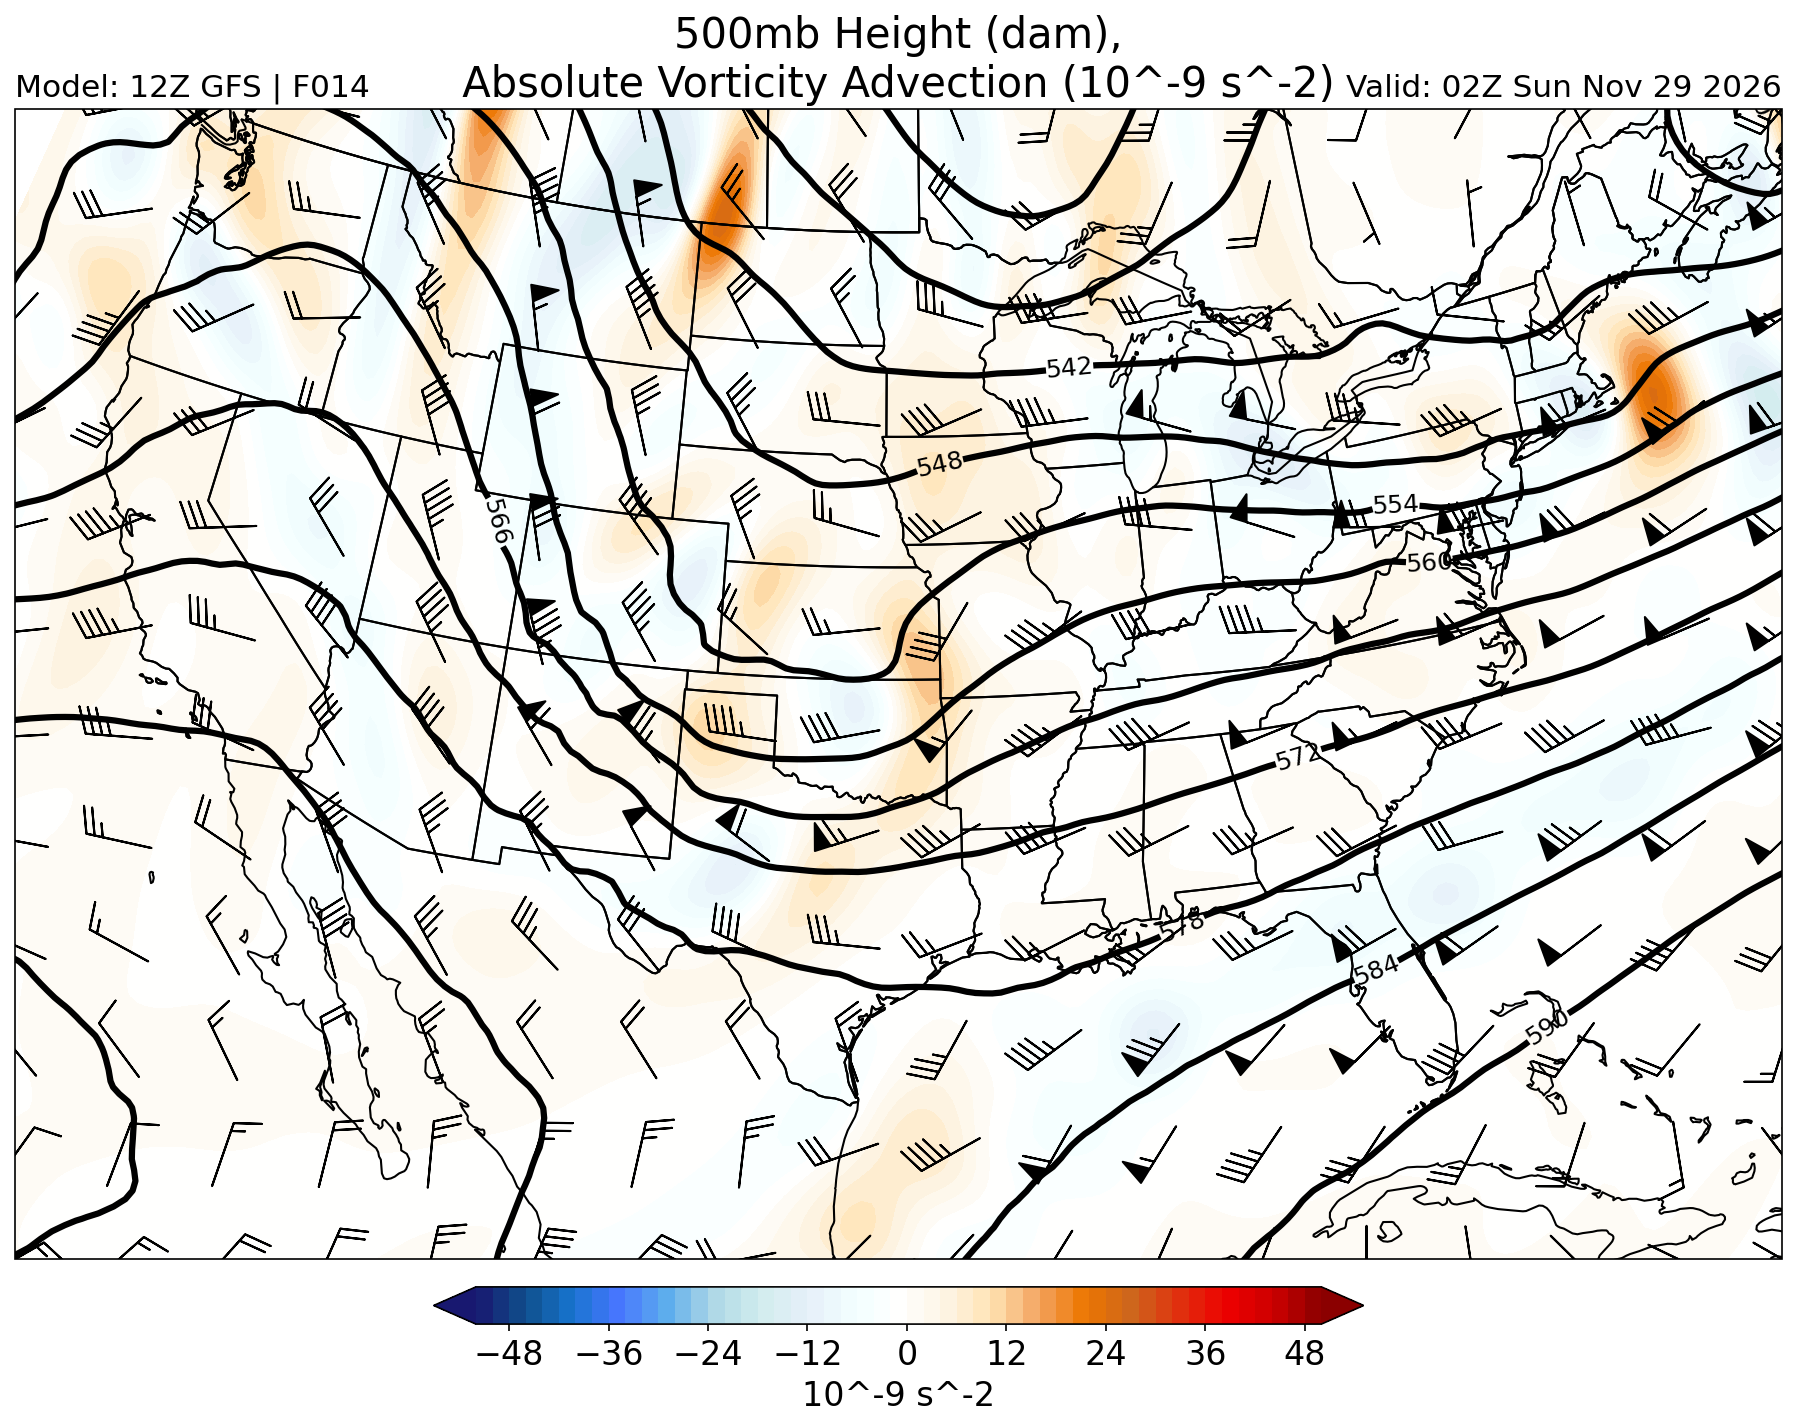 500mb Height (dam),
Model: 12Z GFS | F014
Absolute Vorticity Advection (10^-9 s^-2)
Valid: 02Z Sun Nov 29 2026
542
548
554
560
566
572
578
584
590
−48 −36 −24 −12 0 12 24 36 48
10^-9 s^-2